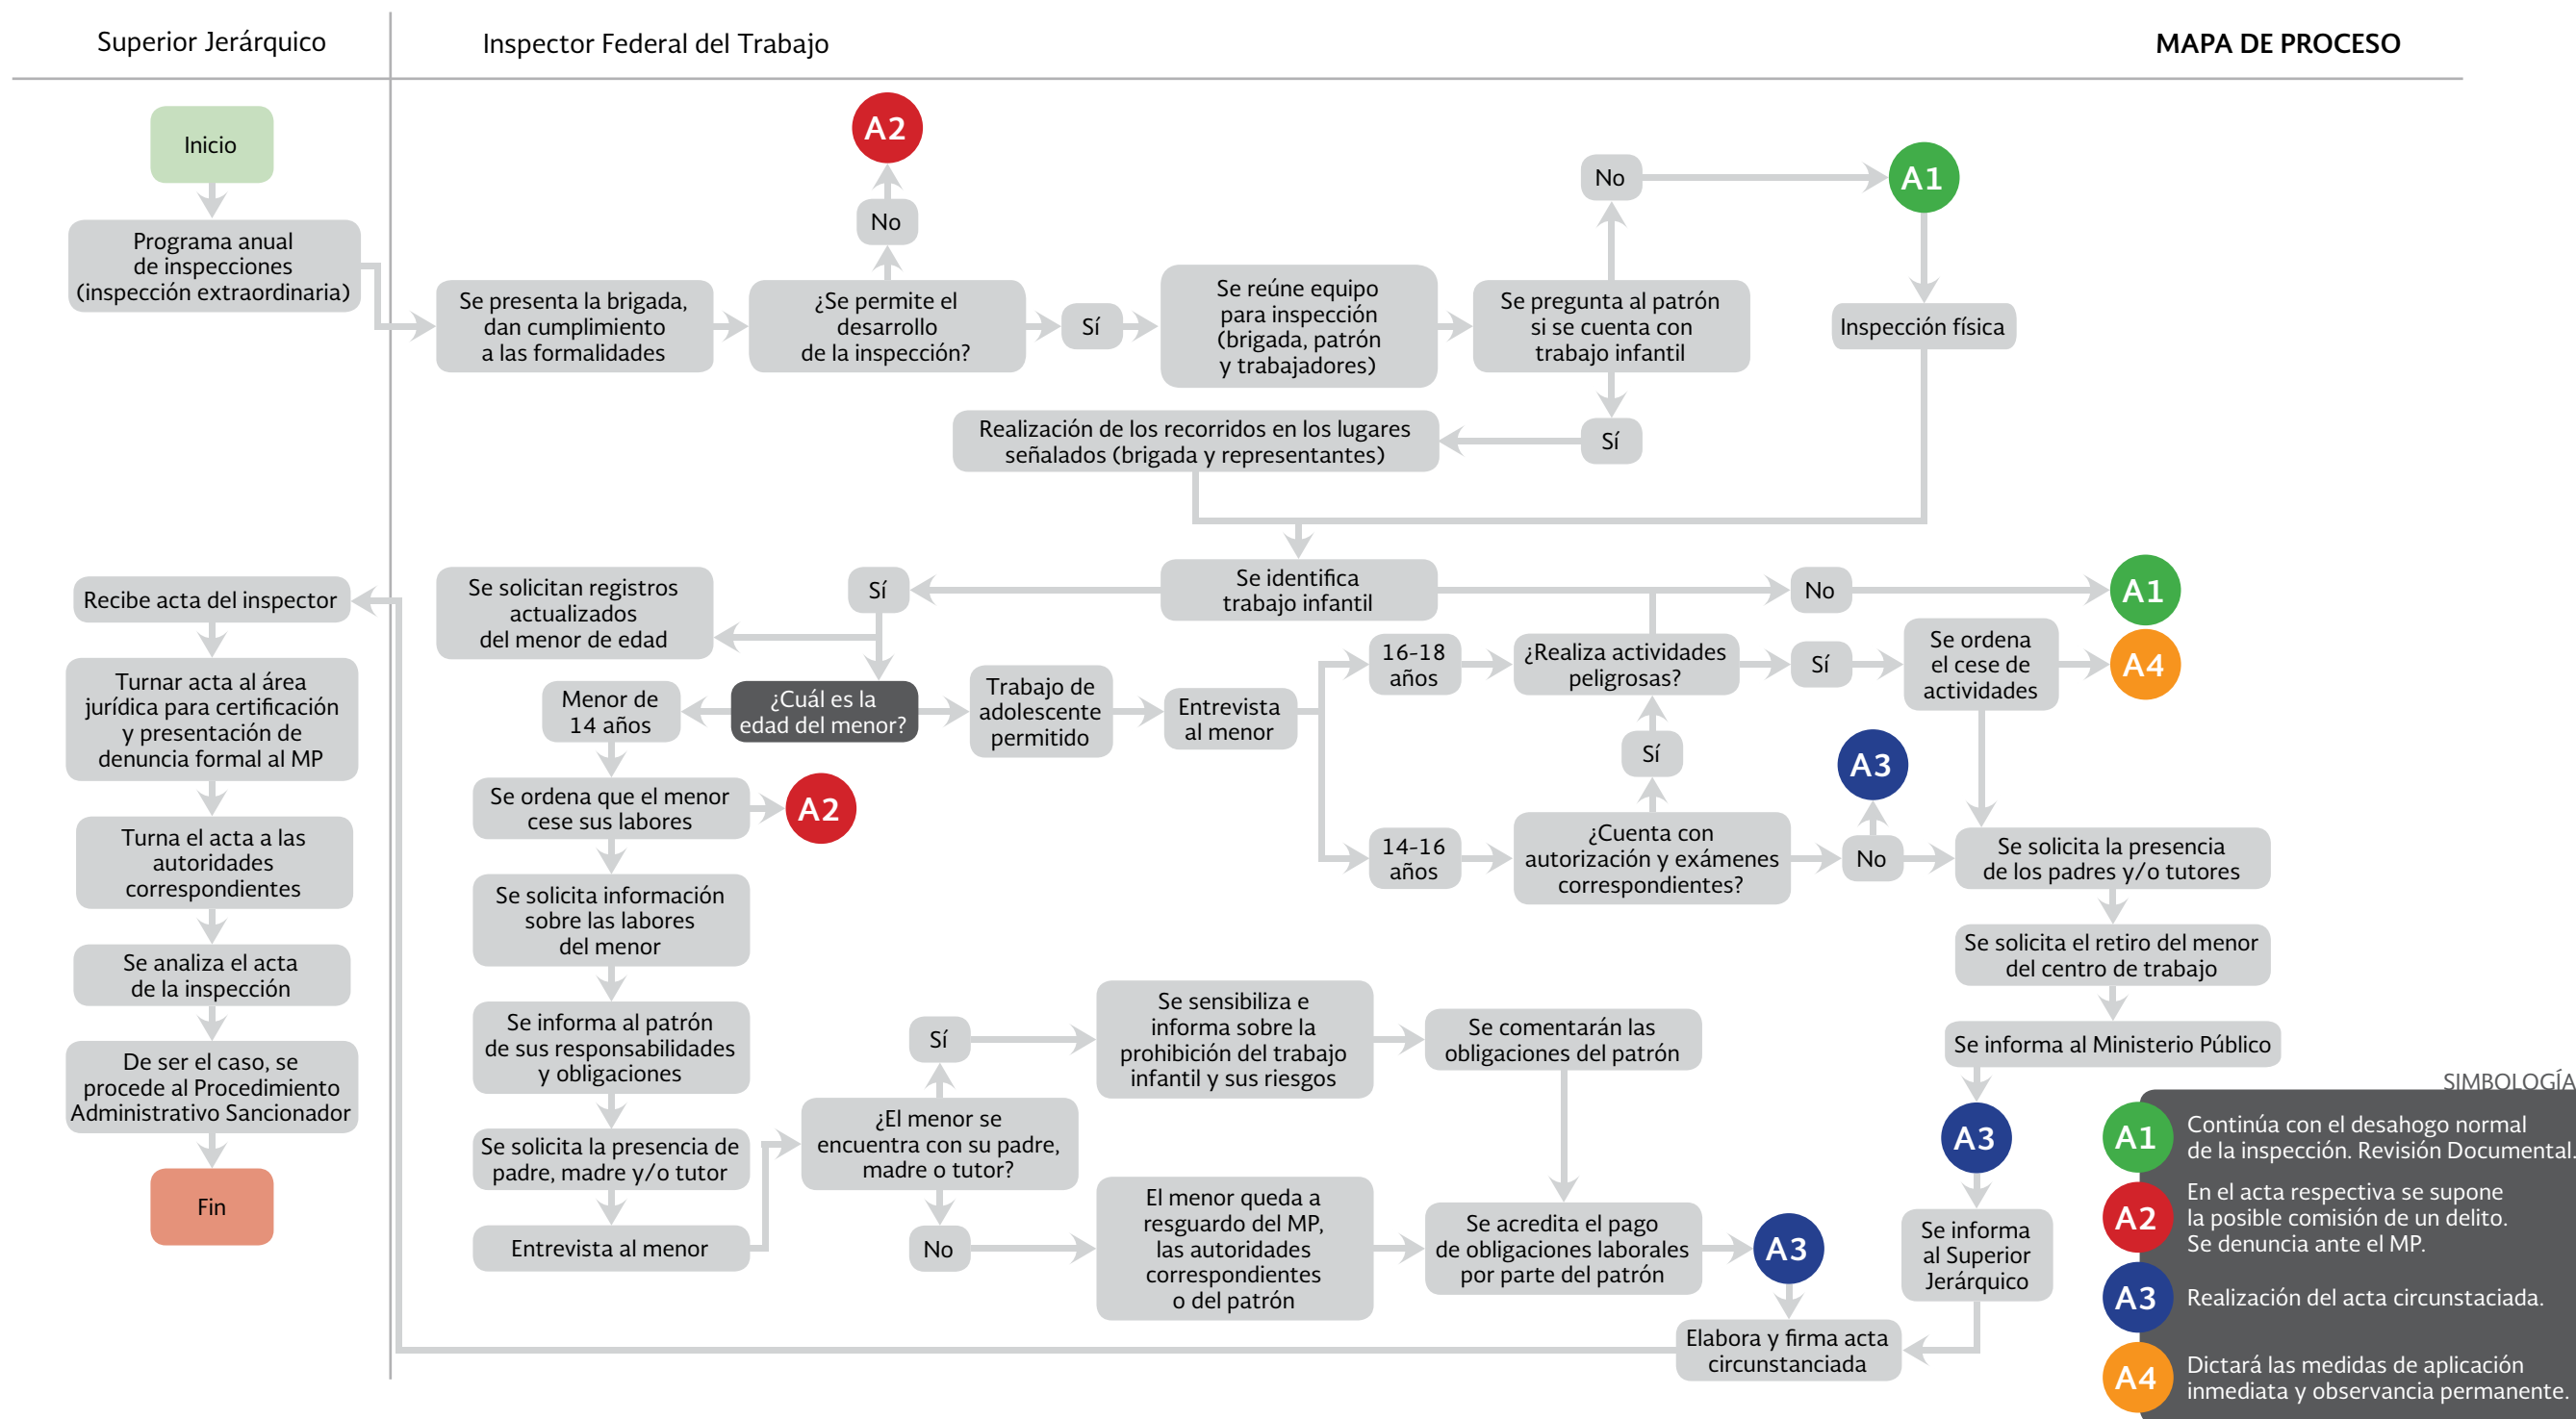 Superior Jerárquico
Inspector Federal del Trabajo
MAPA DE PROCESO
Inicio
Programa anual
de inspecciones
(inspección extraordinaria)
Se presenta la brigada,
dan cumplimiento
a las formalidades
A2
No
¿Se permite el
desarrollo
de la inspección?
Sí
Se reúne equipo
para inspección
(brigada, patrón
y trabajadores)
Se pregunta al patrón
si se cuenta con
trabajo infantil
No
A1
Inspección física
Sí
Realización de los recorridos en los lugares
señalados (brigada y representantes)
Se identifica
trabajo infantil
No
A1
Sí
Se solicitan registros
actualizados
del menor de edad
¿Cuál es la
edad del menor?
Menor de
14 años
Trabajo de
adolescente
permitido
Entrevista
al menor
16-18
años
¿Realiza actividades
peligrosas?
Sí
Se ordena
el cese de
actividades
A4
Sí
14-16
años
¿Cuenta con
autorización y exámenes
correspondientes?
No
A3
Se solicita la presencia
de los padres y/o tutores
Se solicita el retiro del menor
del centro de trabajo
Se informa al Ministerio Público
A3
Se informa
al Superior
Jerárquico
Se ordena que el menor
cese sus labores
A2
Se solicita información
sobre las labores
del menor
Se informa al patrón
de sus responsabilidades
y obligaciones
Se solicita la presencia de
padre, madre y/o tutor
Entrevista al menor
¿El menor se
encuentra con su padre,
madre o tutor?
Sí
Se sensibiliza e
informa sobre la
prohibición del trabajo
infantil y sus riesgos
Se comentarán las
obligaciones del patrón
No
El menor queda a
resguardo del MP,
las autoridades
correspondientes
o del patrón
Se acredita el pago
de obligaciones laborales
por parte del patrón
A3
Elabora y firma acta
circunstanciada
Recibe acta del inspector
Turnar acta al área
jurídica para certificación
y presentación de
denuncia formal al MP
Turna el acta a las
autoridades
correspondientes
Se analiza el acta
de la inspección
De ser el caso, se
procede al Procedimiento
Administrativo Sancionador
Fin
SIMBOLOGÍA
A1
Continúa con el desahogo normal
de la inspección. Revisión Documental.
A2
En el acta respectiva se supone
la posible comisión de un delito.
Se denuncia ante el MP.
A3
Realización del acta circunstaciada.
A4
Dictará las medidas de aplicación
inmediata y observancia permanente.